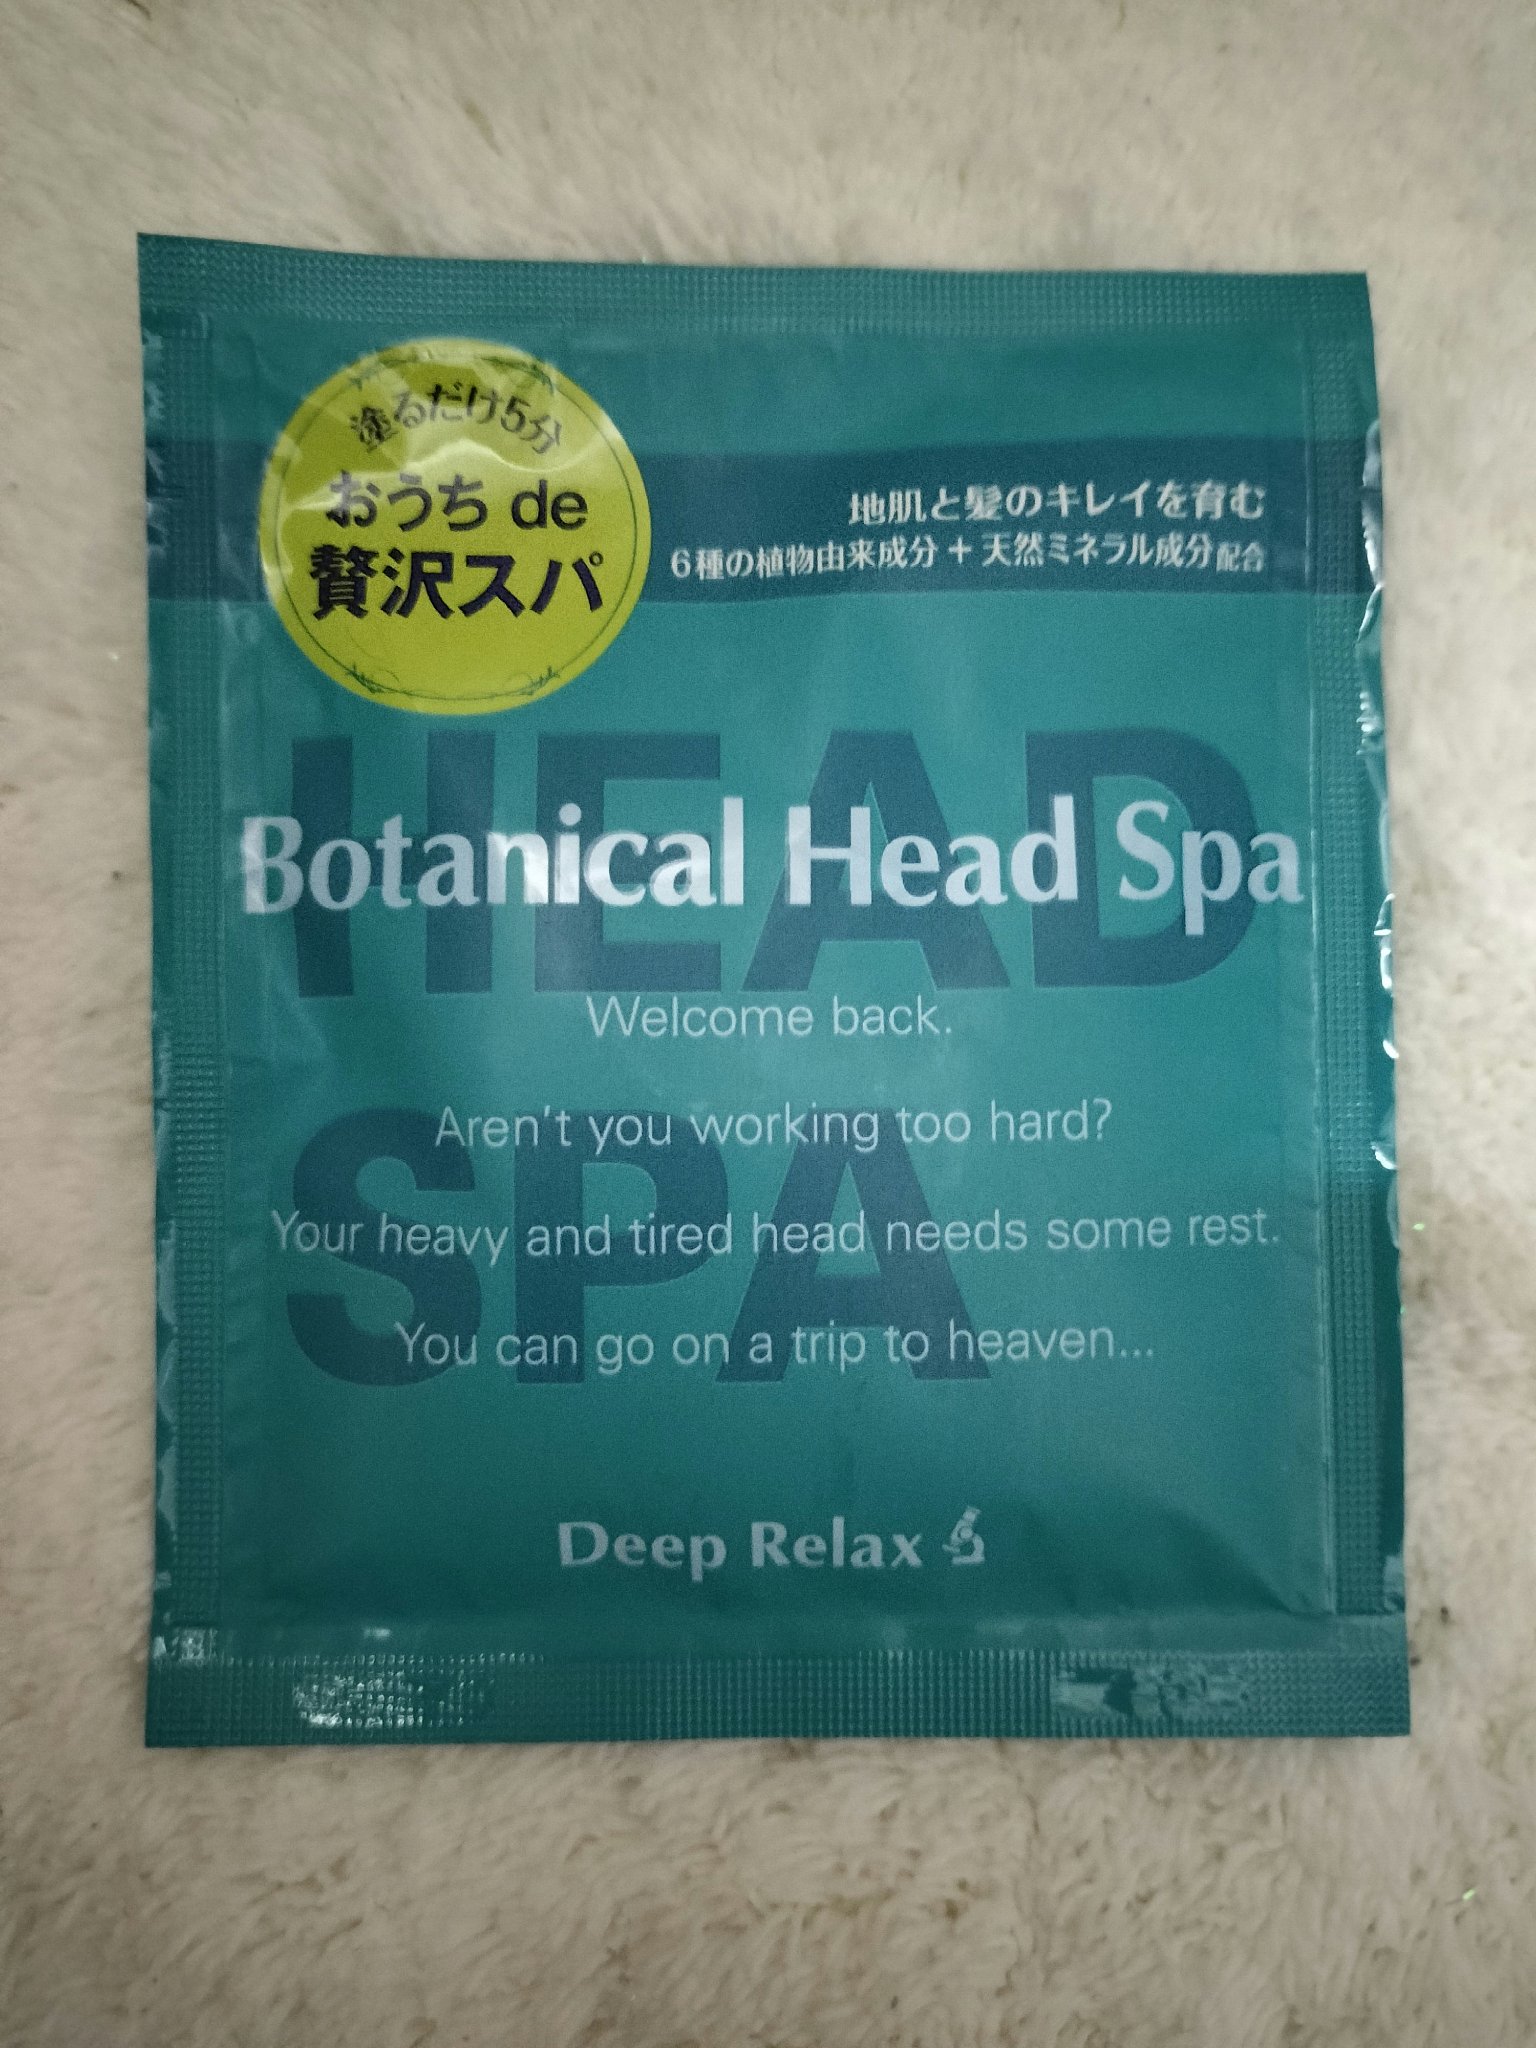 塗るだけ5分
おうち de
贅沢スパ
地肌と髪のキレイを育む
6種の植物由来成分+天然ミネラル成分配合
HEAD
Botanical Head Spa
Welcome back.
Aren't you working too hard?
SPA
Your heavy and tired head needs some rest.
You can go on a trip to heaven...
Deep Relax